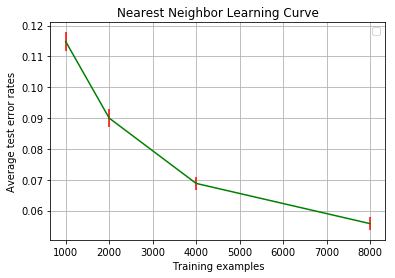 Nearest Neighbor Learning Curve
Average test error rates
0.12
0.11
0.10
0.09
0.08
0.07
0.06
1000 2000 3000 4000 5000 6000 7000 8000
Training examples